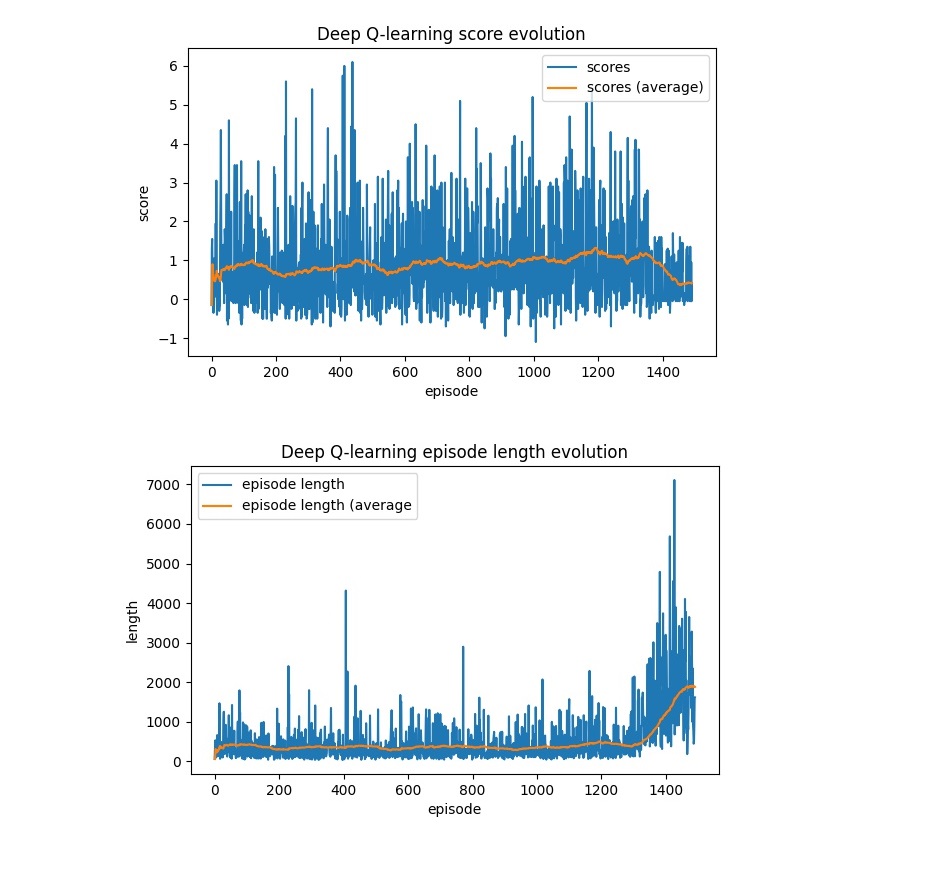 Deep Q-learning score evolution
scores
scores (average)
6
5
4
3
2
1
0
−1
score
0 200 400 600 800 1000 1200 1400
episode
Deep Q-learning episode length evolution
episode length
episode length (average
7000
6000
5000
4000
3000
2000
1000
0
length
0 200 400 600 800 1000 1200 1400
episode